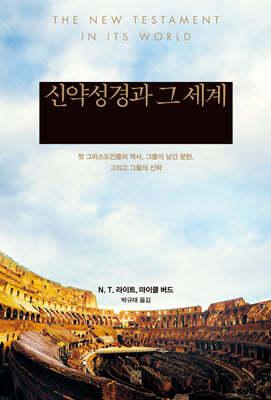 THE NEW TESTAMENT
IN ITS WORLD
신약성경과 그 세계
첫 그리스도인들의 역사, 그들이 남긴 문헌,
그리고 그들의 신학
N. T. 라이트, 마이클 버드
박규태 옮김